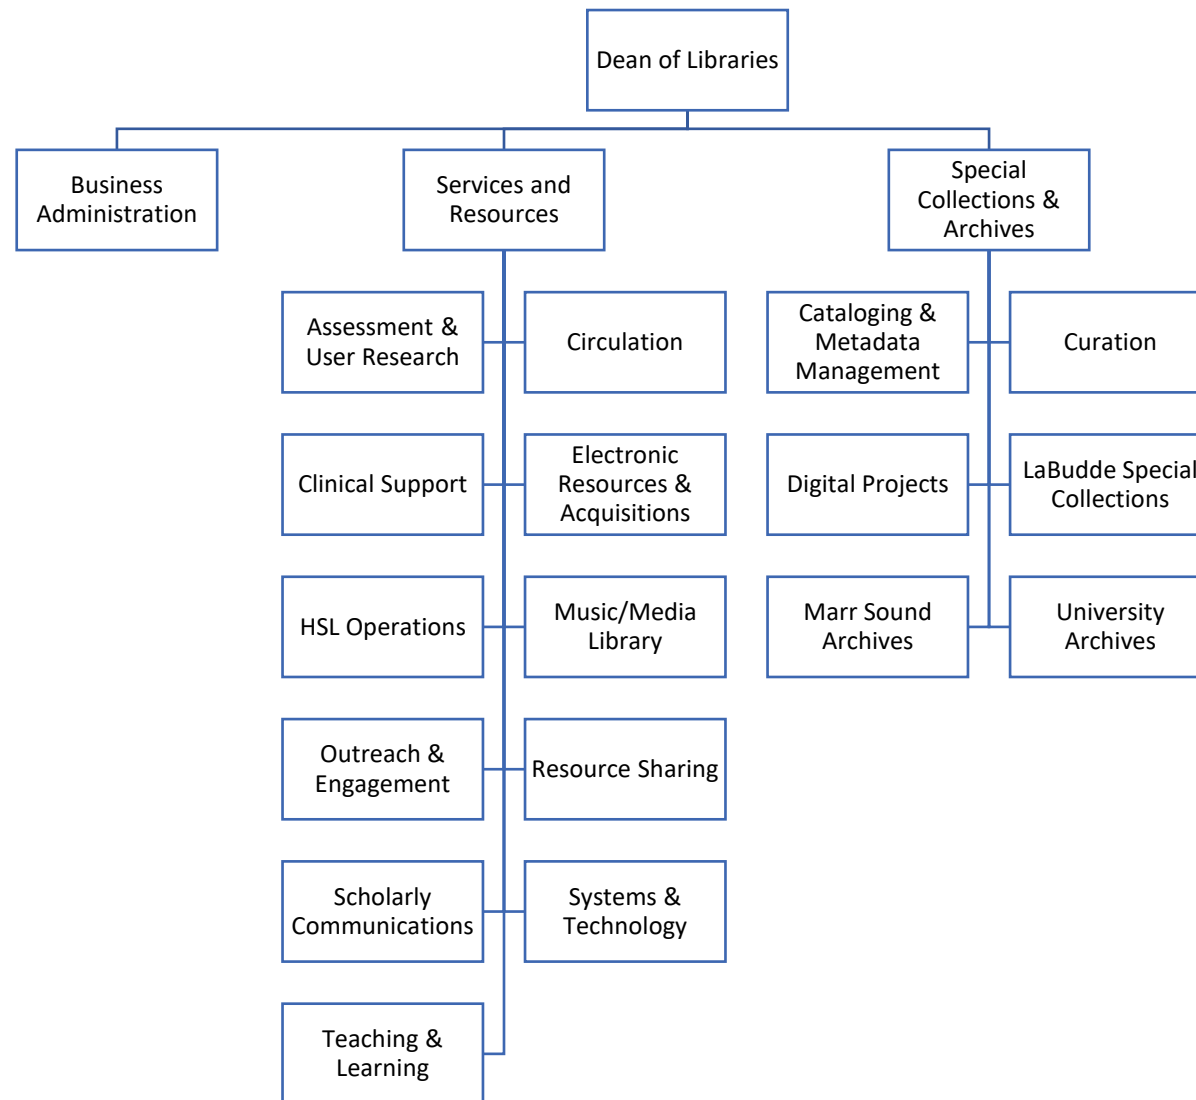 Dean of Libraries
Business
Administration
Services and
Resources
Special
Collections &
Archives
Assessment &
User Research
Circulation
Cataloging &
Metadata
Management
Curation
Clinical Support
Electronic
Resources &
Acquisitions
Digital Projects
LaBudde Special
Collections
HSL Operations
Music/Media
Library
Marr Sound
Archives
University
Archives
Outreach &
Engagement
Resource Sharing
Scholarly
Communications
Systems &
Technology
Teaching &
Learning